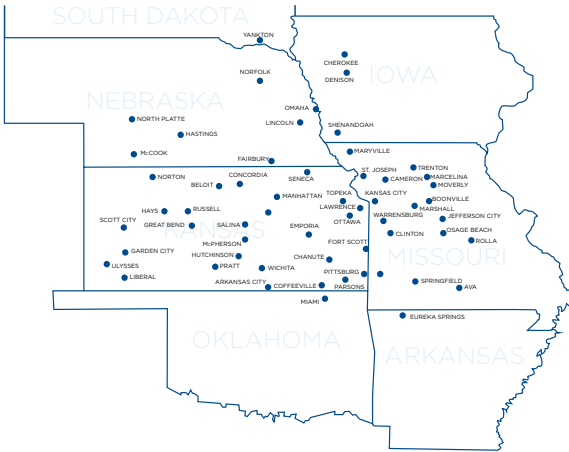 SOUTH DAKOTA
YANKTON
CHEROKEE
IOWA
NORFOLK
DENISON
NEBRASKA
OMAHA
NORTH PLATTE
LINCOLN
SHENANDOAH
HASTINGS
McCOOK
MARYVILLE
FAIRBURY
TRENTON
ST. JOSEPH
NORTON
CONCORDIA
SENECA
CAMERON
MARCELINA
BELOIT
MOVERLY
MANHATTAN
TOPEKA
KANSAS CITY
BOONVILLE
HAYS
RUSSELL
LAWRENCE
MARSHALL
SCOTT CITY
WARRENSBURG
JEFFERSON CITY
GREAT BEND
SALINA
OTTAWA
KANSAS
EMPORIA
CLINTON
OSAGE BEACH
McPHERSON
FORT SCOTT
ROLLA
GARDEN CITY
HUTCHINSON
CHANUTE
MISSOURI
ULYSSES
PRATT
WICHITA
PITTSBURG
LIBERAL
ARKANSAS CITY
COFFEEVILLE
PARSONS
SPRINGFIELD
AVA
MIAMI
EUREKA SPRINGS
OKLAHOMA
ARKANSAS